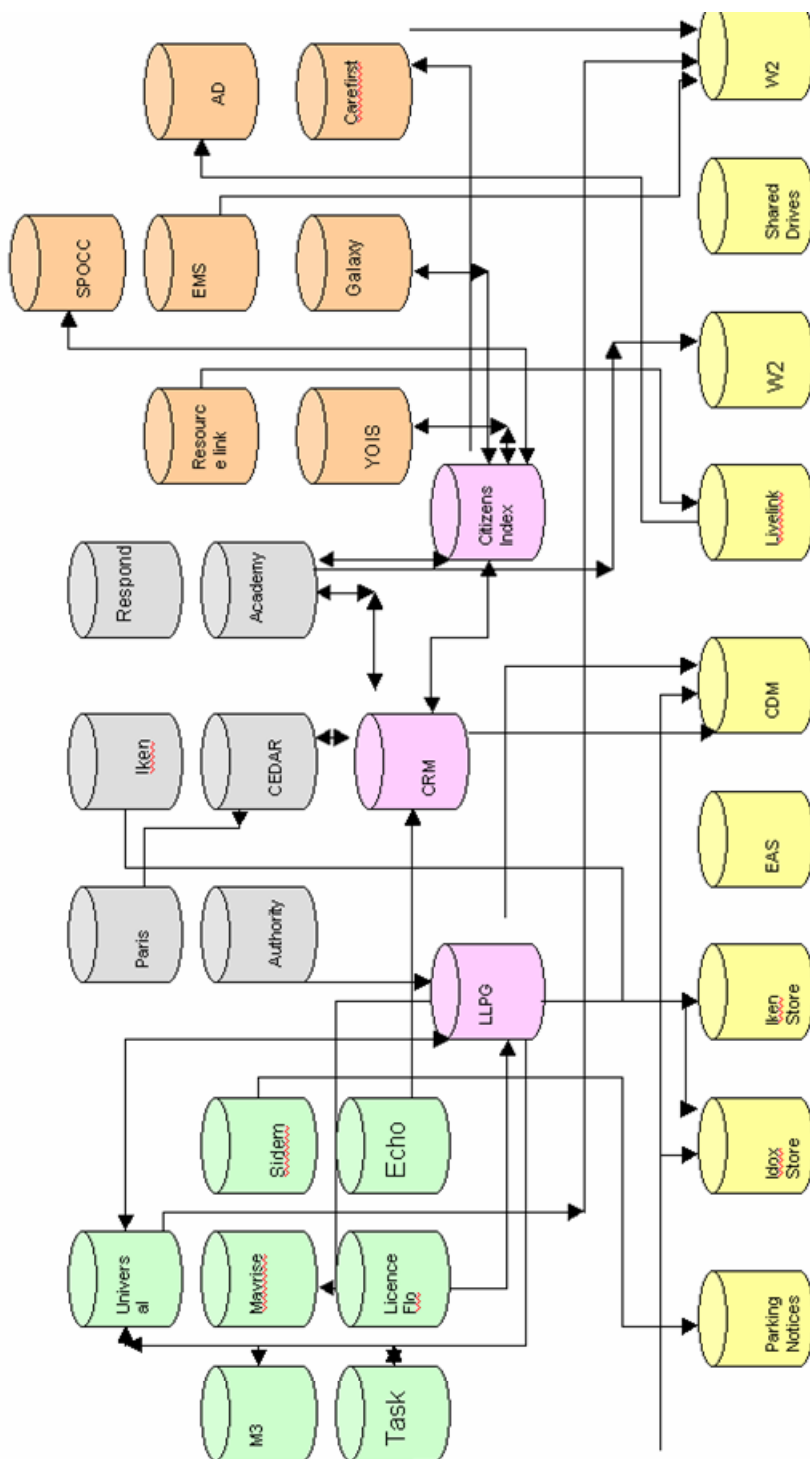 M3
Task
Univers
al
Mavrise
Licence
Flo
Sidem
Echo
Paris
Authority
LLPG
Iken
CEDAR
CRM
Respond
Academy
Citizens
Index
Resourc
e link
YOIS
SPOCC
EMS
Galaxy
AD
Carefirst
Parking
Notices
Idox
Store
Iken
Store
EAS
CDM
Livelink
W2
Shared
Drives
W2